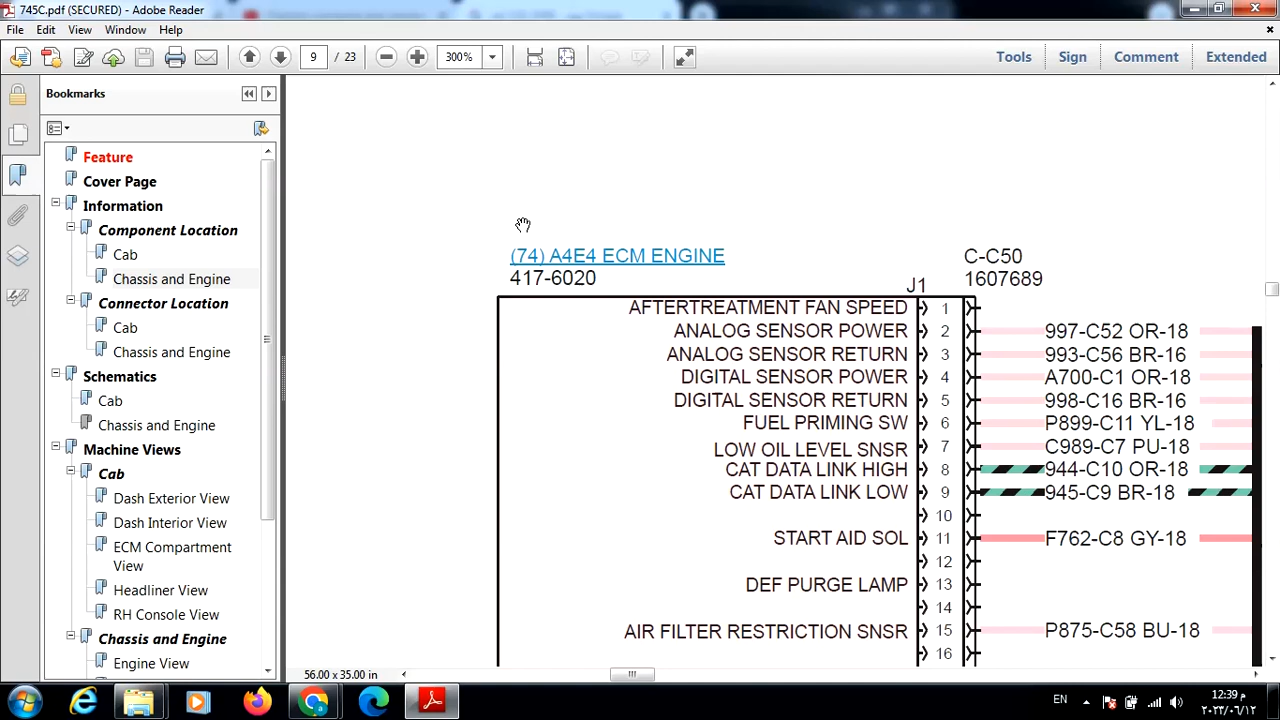 745C.pdf (SECURED) - Adobe Reader
File Edit View Window Help
9 / 23 300% Tools Sign Comment Extended
Bookmarks
Feature
Cover Page
Information
Component Location
Cab
Chassis and Engine
Connector Location
Cab
Chassis and Engine
Schematics
Cab
Chassis and Engine
Machine Views
Cab
Dash Exterior View
Dash Interior View
ECM Compartment
View
Headliner View
RH Console View
Chassis and Engine
Engine View
(74) A4E4 ECM ENGINE
417-6020
C-C50
1607689
J1
AFTERTREATMENT FAN SPEED 1
ANALOG SENSOR POWER 2 997-C52 OR-18
ANALOG SENSOR RETURN 3 993-C56 BR-16
DIGITAL SENSOR POWER 4 A700-C1 OR-18
DIGITAL SENSOR RETURN 5 998-C16 BR-16
FUEL PRIMING SW 6 P899-C11 YL-18
LOW OIL LEVEL SNSR 7 C989-C7 PU-18
CAT DATA LINK HIGH 8 944-C10 OR-18
CAT DATA LINK LOW 9 945-C9 BR-18
10
START AID SOL 11 F762-C8 GY-18
12
DEF PURGE LAMP 13
14
AIR FILTER RESTRICTION SNSR 15 P875-C58 BU-18
16
56.00 x 35.00 in
EN
12:39 م
٢٠٢٣/٠٦/١٢